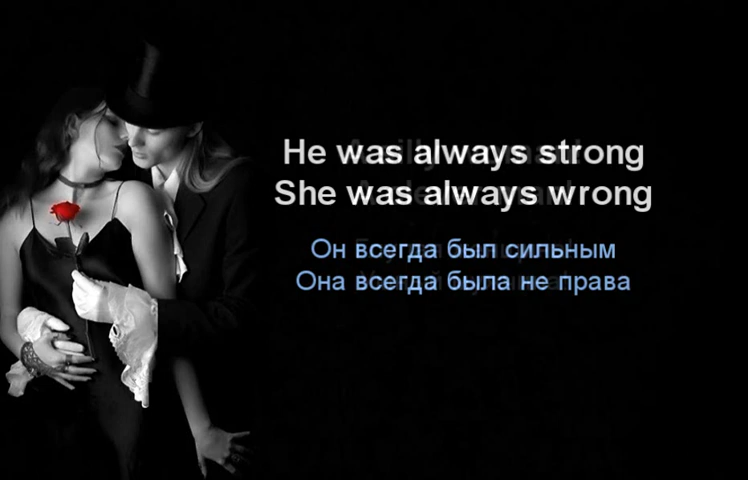 He was always strong
She was always wrong
Он всегда был сильным
Она всегда была не права